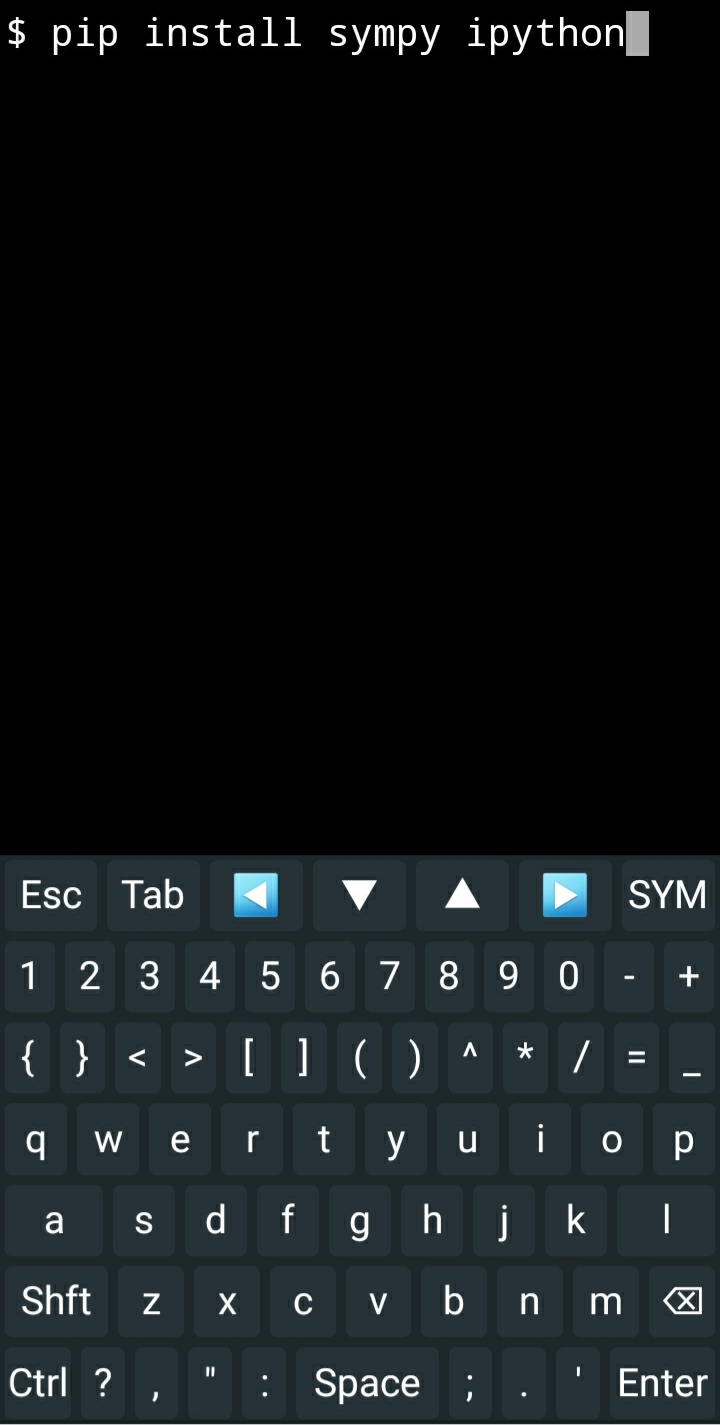 $ pip install sympy ipython
Esc Tab ◀ ▼ ▲ ▶ SYM
1 2 3 4 5 6 7 8 9 0 - +
{ } < > [ ] ( ) ^ * / = _
q w e r t y u i o p
a s d f g h j k l
Shft z x c v b n m ⌫
Ctrl ? , " : Space ; . ' Enter